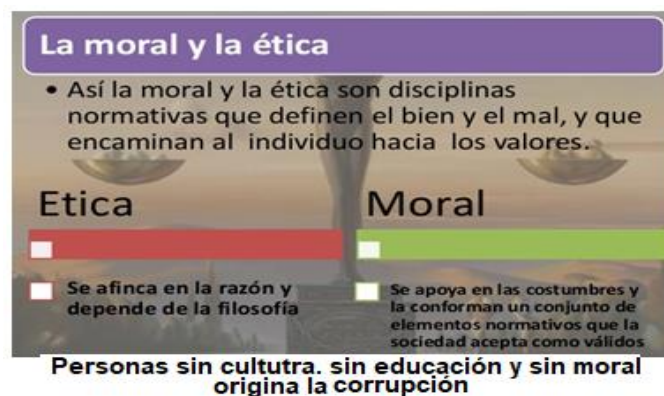 La moral y la ética
• Así la moral y la ética son disciplinas
normativas que definen el bien y el mal, y que
encaminan al individuo hacia los valores.
Etica
Moral
Se afinca en la razón y
depende de la filosofía
Se apoya en las costumbres y
la conforman un conjunto de
elementos normativos que la
sociedad acepta como válidos
Personas sin cultutra. sin educación y sin moral
origina la corrupción